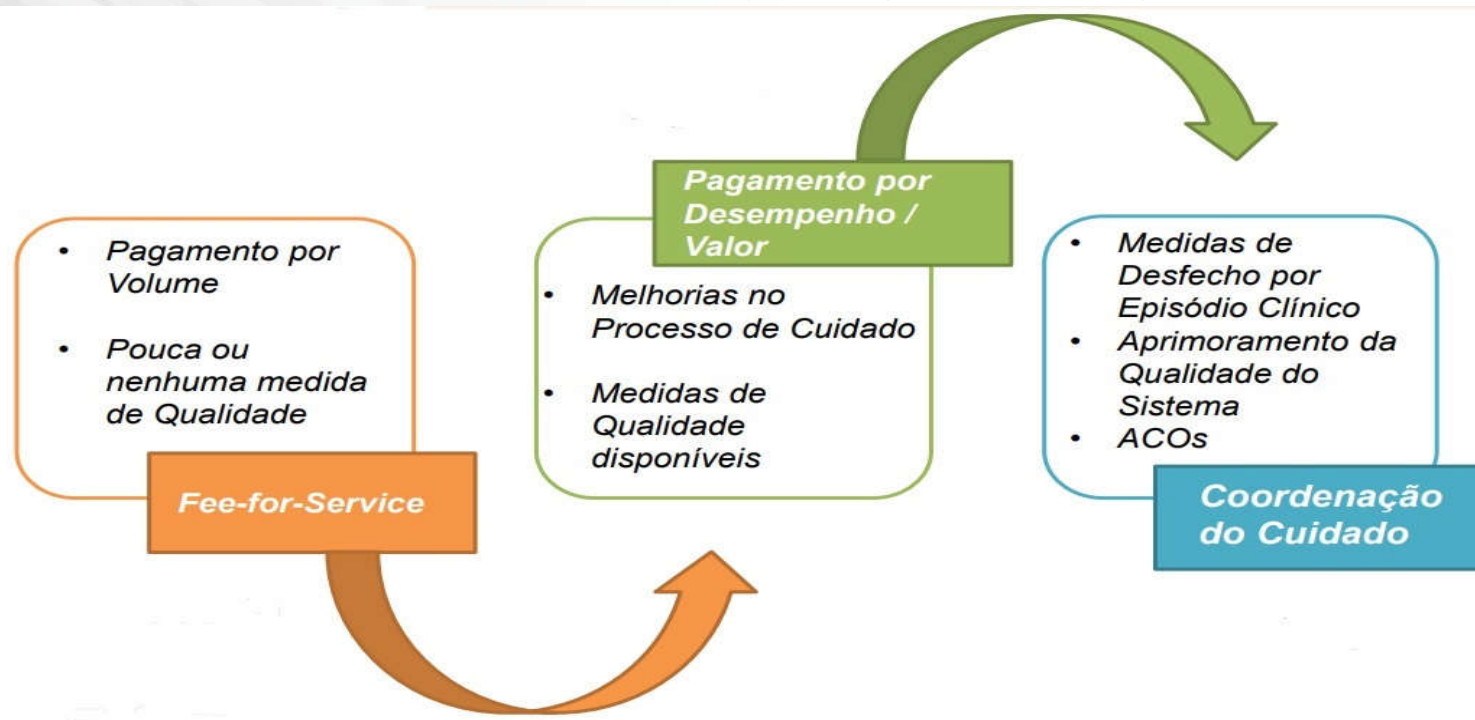 • Pagamento por
Volume
• Pouca ou
nenhuma medida
de Qualidade
Fee-for-Service
Pagamento por
Desempenho /
Valor
• Melhorias no
Processo de Cuidado
• Medidas de
Qualidade
disponíveis
• Medidas de
Desfecho por
Episódio Clínico
• Aprimoramento da
Qualidade do
Sistema
• ACOs
Coordenação
do Cuidado